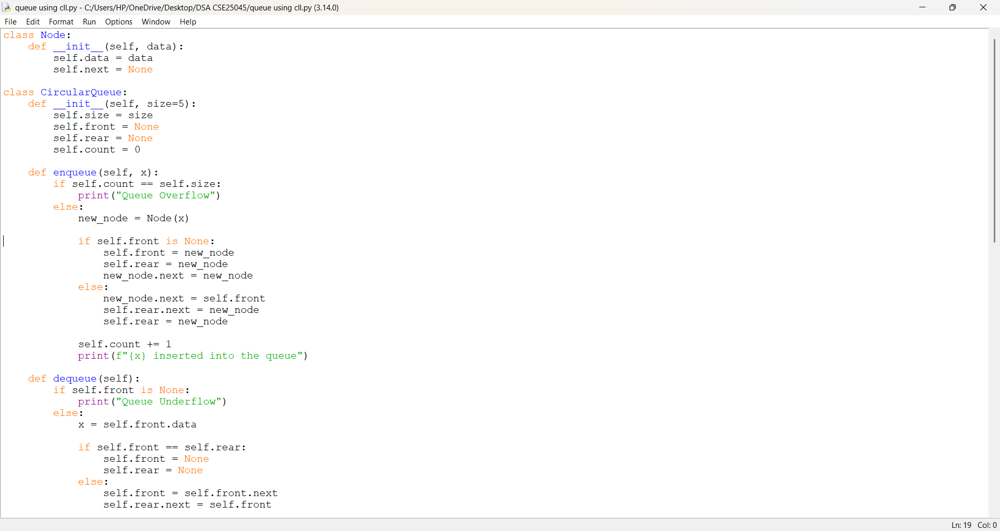 queue using cll.py - C:/Users/HP/OneDrive/Desktop/DSA CSE25045/queue using cll.py (3.14.0)
File Edit Format Run Options Window Help
class Node:
    def __init__(self, data):
        self.data = data
        self.next = None

class CircularQueue:
    def __init__(self, size=5):
        self.size = size
        self.front = None
        self.rear = None
        self.count = 0

    def enqueue(self, x):
        if self.count == self.size:
            print("Queue Overflow")
        else:
            new_node = Node(x)

            if self.front is None:
                self.front = new_node
                self.rear = new_node
                new_node.next = new_node
            else:
                new_node.next = self.front
                self.rear.next = new_node
                self.rear = new_node

            self.count += 1
            print(f"{x} inserted into the queue")

    def dequeue(self):
        if self.front is None:
            print("Queue Underflow")
        else:
            x = self.front.data

            if self.front == self.rear:
                self.front = None
                self.rear = None
            else:
                self.front = self.front.next
                self.rear.next = self.front
Ln: 19 Col: 0